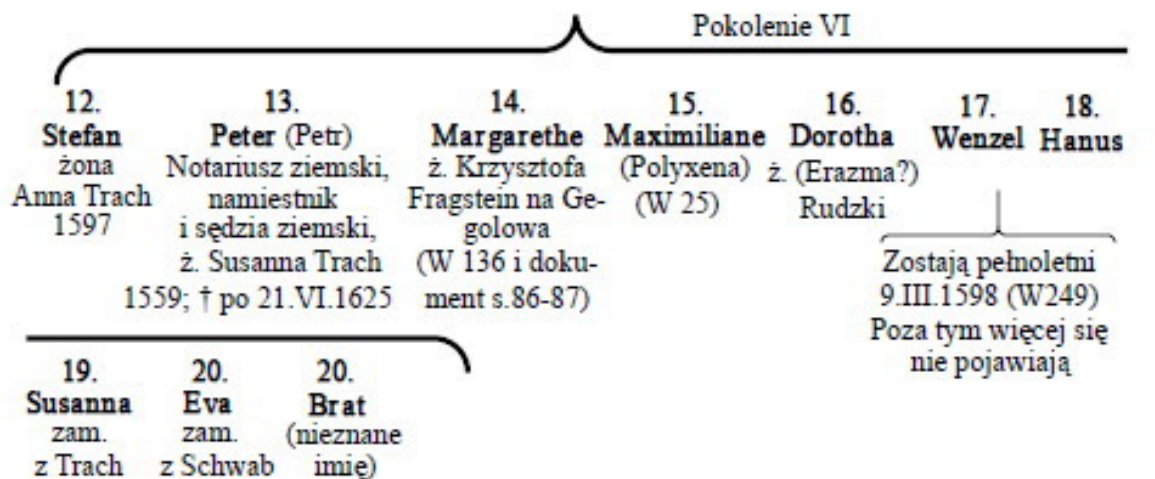 Pokolenie VI
12.
Stefan
żona
Anna Trach
1597
13.
Peter (Petr)
Notariusz ziemski,
namiestnik
i sędzia ziemski,
ż. Susanna Trach
1559; † po 21.VI.1625
14.
Margarethe
ż. Krzysztofa
Fragstein na Ge-
golowa
(W 136 i doku-
ment s.86-87)
15.
Maximiliane
(Polyxena)
(W 25)
16.
Dorotha
ż. (Erazma?)
Rudzki
17.
Wenzel
18.
Hanus
Zostają pełnoletni
9.III.1598 (W249)
Poza tym więcej się
nie pojawiają
19.
Susanna
zam.
z Trach
20.
Eva
zam.
z Schwab
20.
Brat
(nieznane
imię)